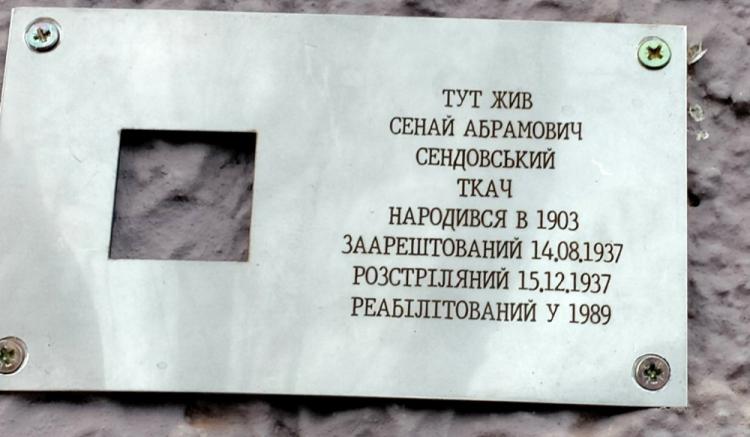 ТУТ ЖИВ
СЕНАЙ АБРАМОВИЧ
СЕНДОВСЬКИЙ
ТКАЧ
НАРОДИВСЯ В 1903
ЗААРЕШТОВАНИЙ 14.08.1937
РОЗСТРІЛЯНИЙ 15.12.1937
РЕАБІЛІТОВАНИЙ У 1989